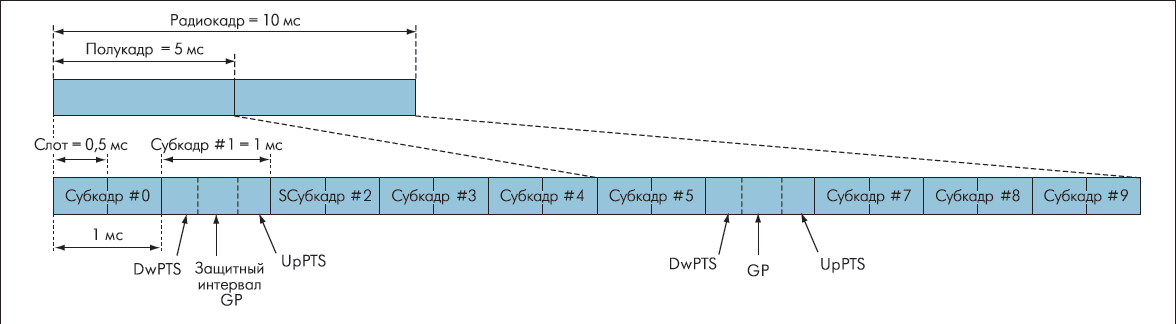 Радиокадр = 10 мс
Полукадр = 5 мс
Слот = 0,5 мс
Субкадр #1 = 1 мс
Субкадр #0
SСубкадр #2
Субкадр #3
Субкадр #4
Субкадр #5
Субкадр #7
Субкадр #8
Субкадр #9
1 мс
DwPTS
Защитный
интервал
GP
UpPTS
DwPTS
GP
UpPTS